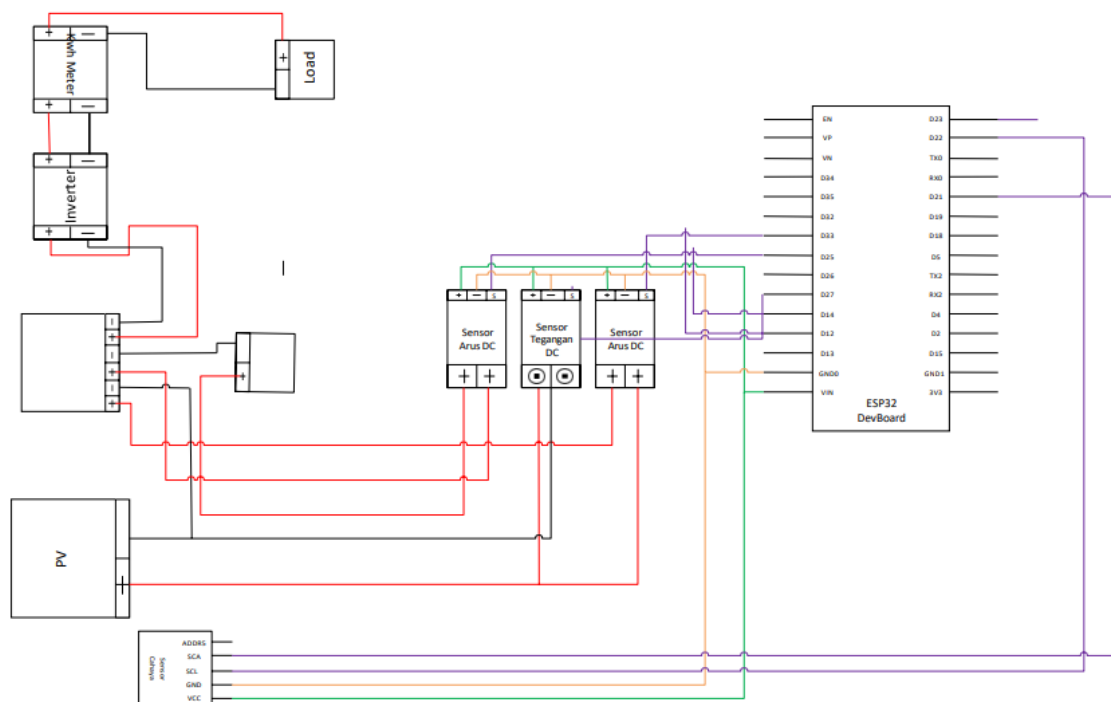 +
—
Kwh Meter
+
—
+
Load
+
—
Inverter
+
—
—
+
—
+
—
+
+
+
—
S
Sensor
Arus DC
+
+
+
—
S
Sensor
Tegangan
DC
+
—
S
Sensor
Arus DC
+
+
EN
VP
VN
D34
D35
D32
D33
D25
D26
D27
D14
D12
D13
GND0
VIN
D23
D22
TX0
RX0
D21
D19
D18
D5
TX2
RX2
D4
D2
D15
GND1
3V3
ESP32
DevBoard
PV
+
Sensor
Cahaya
ADDRS
SCA
SCL
GND
VCC